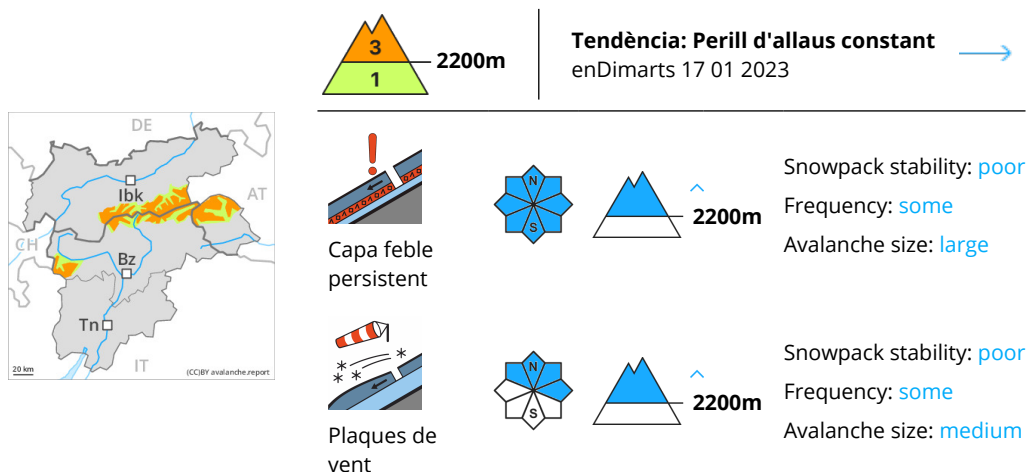 3
1
2200m
Tendència: Perill d'allaus constant
enDimarts 17 01 2023
DE
Ibk
AT
CH
Bz
Tn
IT
20 km
(CC)BY avalanche.report
Capa feble
persistent
N
S
2200m
Snowpack stability: poor
Frequency: some
Avalanche size: large
Plaques de
vent
N
S
2200m
Snowpack stability: poor
Frequency: some
Avalanche size: medium